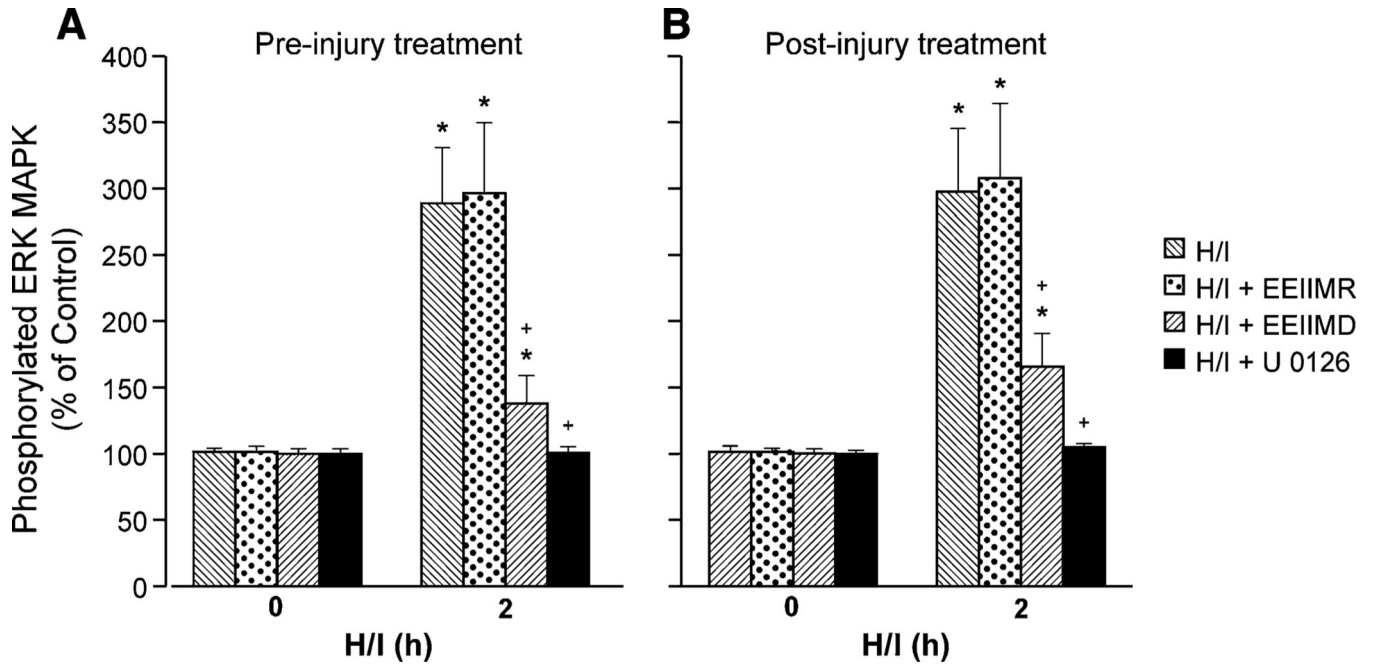 A
Pre-injury treatment
B
Post-injury treatment
Phosphorylated ERK MAPK
(% of Control)
400
350
300
250
200
150
100
50
0
*
*
+
*
+
*
*
+
*
+
0
2
H/I (h)
0
2
H/I (h)
H/I
H/I + EEIIMR
H/I + EEIIMD
H/I + U 0126